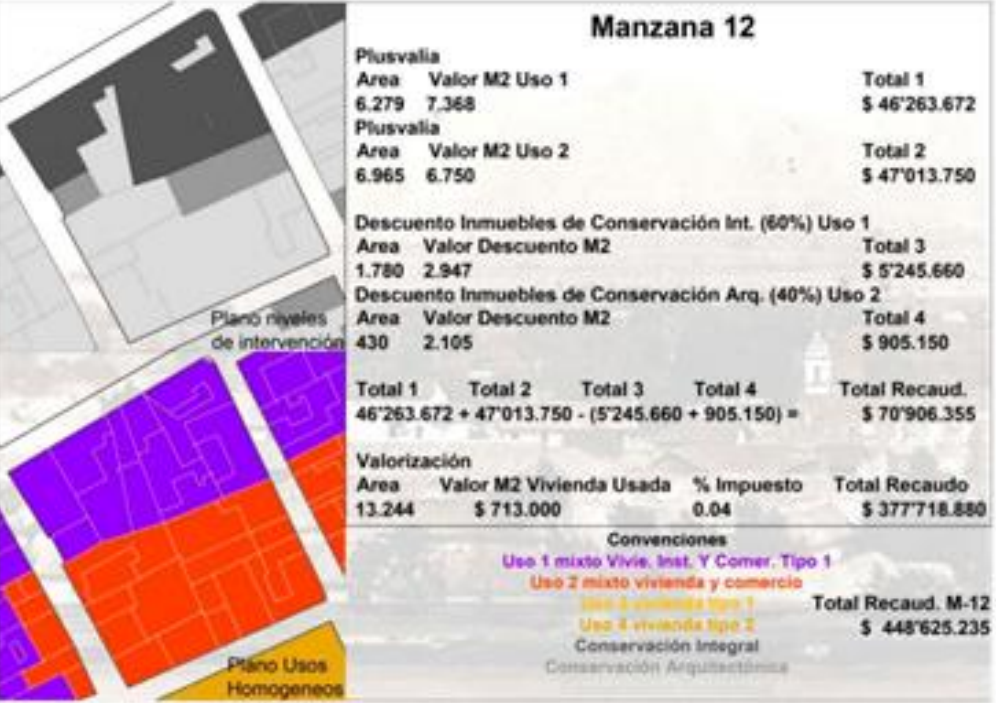 Manzana 12
Plusvalia
Area Valor M2 Uso 1 Total 1
6.279 7.368 $ 46'263.672
Plusvalia
Area Valor M2 Uso 2 Total 2
6.965 6.750 $ 47'013.750
Descuento Inmuebles de Conservación Int. (60%) Uso 1
Area Valor Descuento M2 Total 3
1.780 2.947 $ 5'245.660
Descuento Inmuebles de Conservación Arq. (40%) Uso 2
Area Valor Descuento M2 Total 4
430 2.105 $ 905.150
Total 1 Total 2 Total 3 Total 4 Total Recaud.
46'263.672 + 47'013.750 - (5'245.660 + 905.150) = $ 70'906.355
Valorización
Area Valor M2 Vivienda Usada % Impuesto Total Recaudo
13.244 $ 713.000 0.04 $ 377'718.880
Convenciones
Uso 1 mixto Vivie. Inst. Y Comer. Tipo 1
Uso 2 mixto vivienda y comercio
Uso 3 vivienda tipo 1
Uso 4 vivienda tipo 2
Conservación Integral
Conservación Arquitectónica
Total Recaud. M-12
$ 448'625.235
Plano niveles
de intervención
Plano Usos
Homogeneos